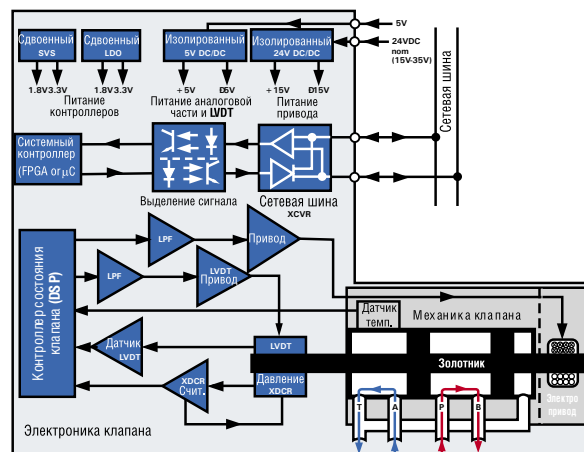 Сдвоенный
SVS
Сдвоенный
LDO
Изолированный
5V DC/DC
Изолированный
24V DC/DC
5V
24VDC
nom
(15V-35V)
1.8V3.3V
1.8V3.3V
+5V
D5V
+15V
D15V
Питание
контроллеров
Питание аналоговой
части и LVDT
Питание
привода
Сетевая шина
Системный
контроллер
(FPGA or μC
Выделение сигнала
Сетевая шина
XCVR
Контроллер состояния
клапана (DSP)
LPF
Привод
LPF
LVDT
Привод
Датчик
LVDT
XDCR
Счит.
LVDT
Давление
XDCR
Датчик
темп.
Механика клапана
Золотник
Электро
привод
T
A
P
B
Электроника клапана